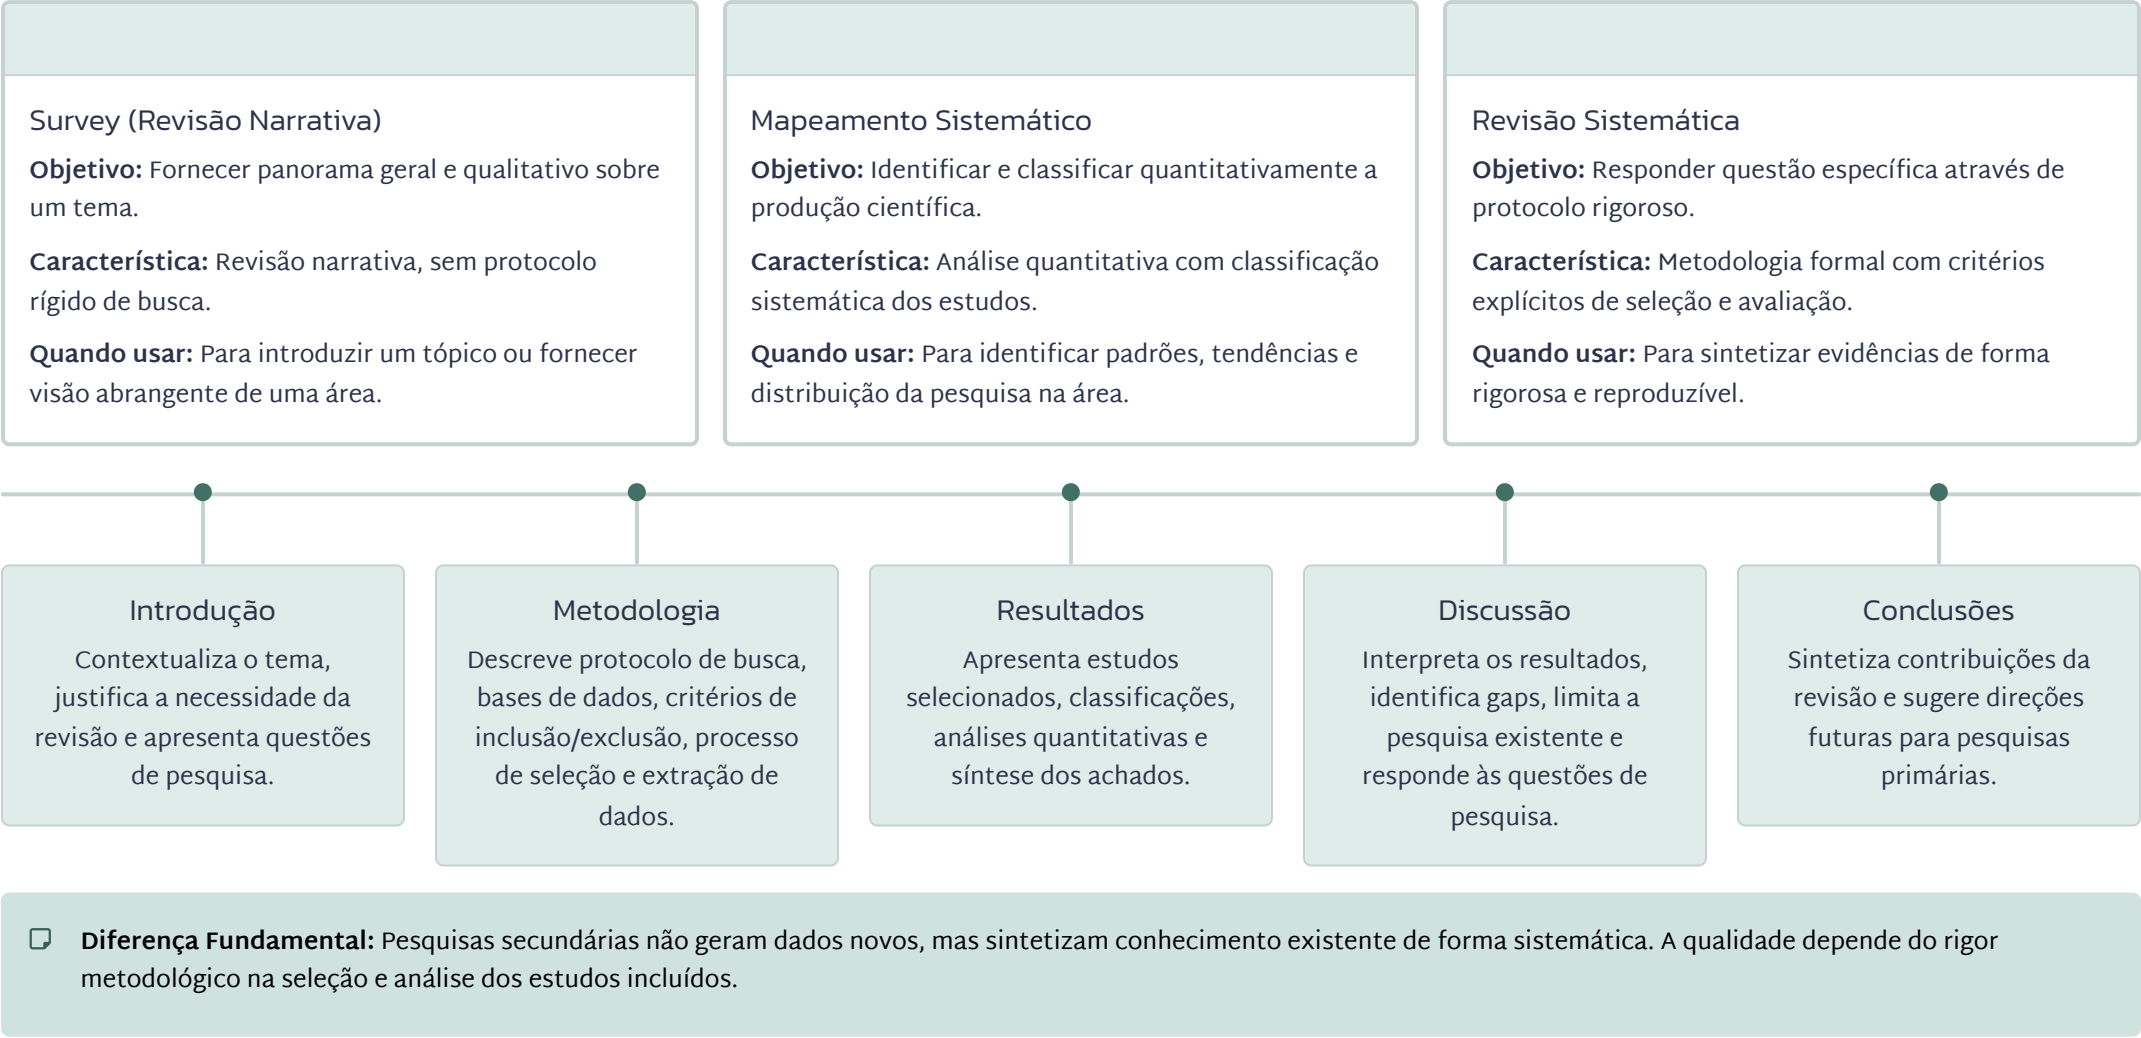 Survey (Revisão Narrativa)
Objetivo: Fornecer panorama geral e qualitativo sobre
um tema.
Característica: Revisão narrativa, sem protocolo
rígido de busca.
Quando usar: Para introduzir um tópico ou fornecer
visão abrangente de uma área.
Mapeamento Sistemático
Objetivo: Identificar e classificar quantitativamente a
produção científica.
Característica: Análise quantitativa com classificação
sistemática dos estudos.
Quando usar: Para identificar padrões, tendências e
distribuição da pesquisa na área.
Revisão Sistemática
Objetivo: Responder questão específica através de
protocolo rigoroso.
Característica: Metodologia formal com critérios
explícitos de seleção e avaliação.
Quando usar: Para sintetizar evidências de forma
rigorosa e reproduzível.
Introdução
Contextualiza o tema,
justifica a necessidade da
revisão e apresenta questões
de pesquisa.
Metodologia
Descreve protocolo de busca,
bases de dados, critérios de
inclusão/exclusão, processo
de seleção e extração de
dados.
Resultados
Apresenta estudos
selecionados, classificações,
análises quantitativas e
síntese dos achados.
Discussão
Interpreta os resultados,
identifica gaps, limita a
pesquisa existente e
responde às questões de
pesquisa.
Conclusões
Sintetiza contribuições da
revisão e sugere direções
futuras para pesquisas
primárias.
Diferença Fundamental: Pesquisas secundárias não geram dados novos, mas sintetizam conhecimento existente de forma sistemática. A qualidade depende do rigor
metodológico na seleção e análise dos estudos incluídos.